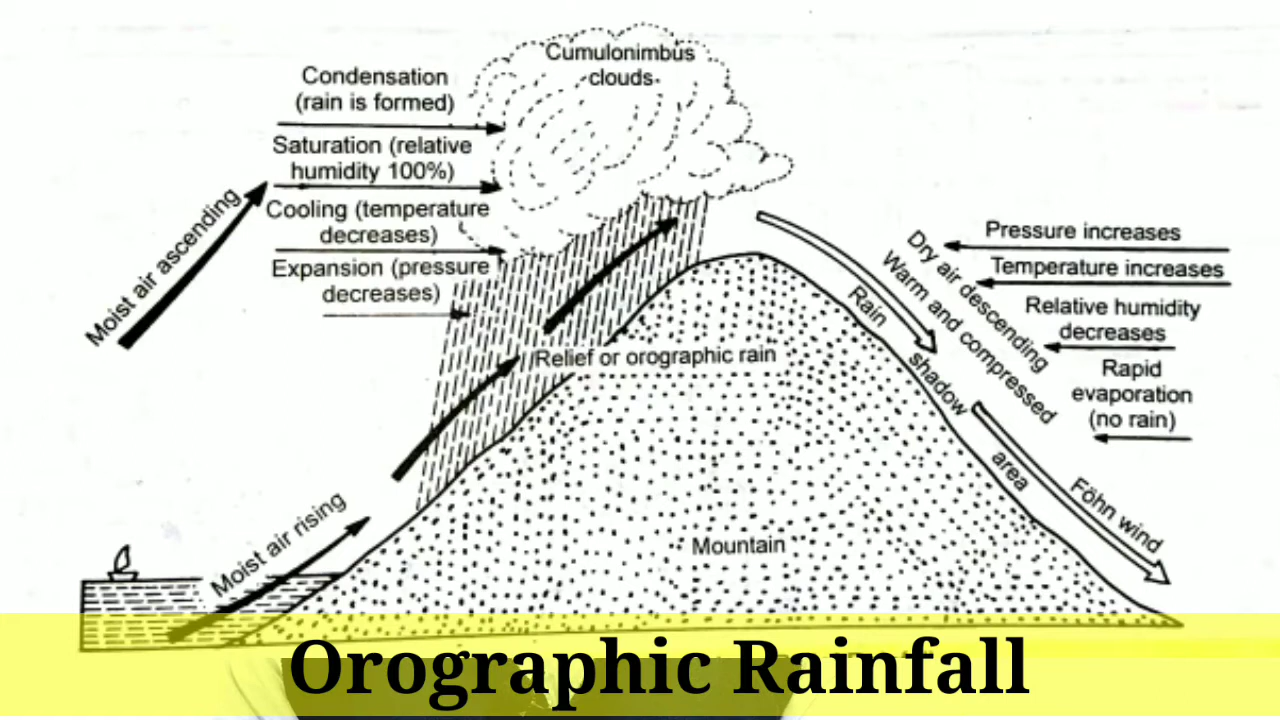 Cumulonimbus
clouds
Condensation
(rain is formed)
Saturation (relative
humidity 100%)
Cooling (temperature
decreases)
Expansion (pressure
decreases)
Moist air ascending
Moist air rising
Relief or orographic rain
Mountain
Rain
shadow
area
Dry air descending
Warm and compressed
Pressure increases
Temperature increases
Relative humidity
decreases
Rapid
evaporation
(no rain)
Föhn wind
Orographic Rainfall